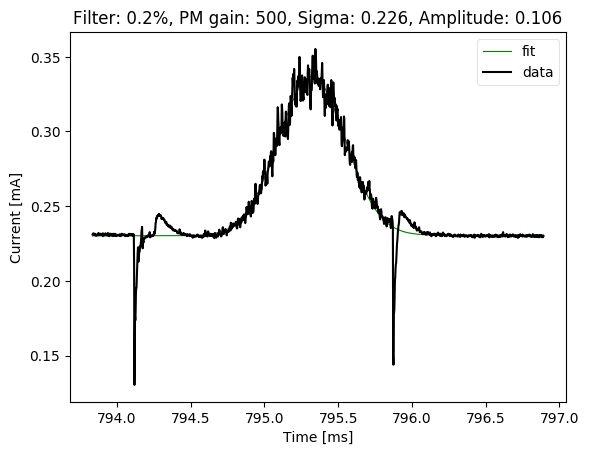 Filter: 0.2%, PM gain: 500, Sigma: 0.226, Amplitude: 0.106
fit
data
0.35
0.30
0.25
0.20
0.15
Current [mA]
794.0 794.5 795.0 795.5 796.0 796.5 797.0
Time [ms]